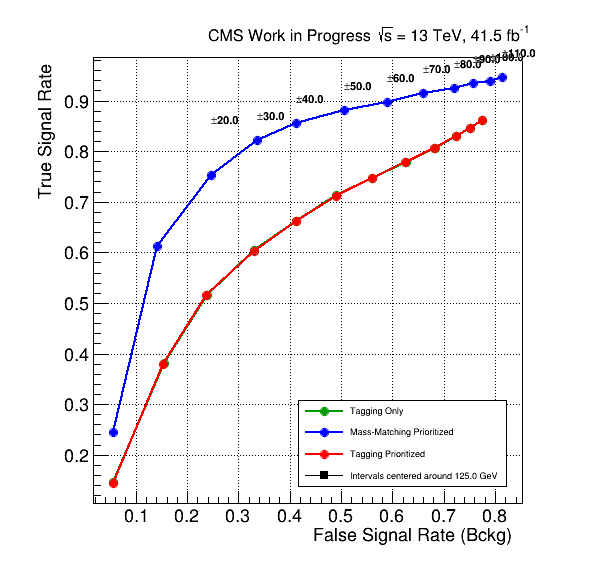 CMS Work in Progress √s = 13 TeV, 41.5 fb⁻¹
True Signal Rate
0.9
0.8
0.7
0.6
0.5
0.4
0.3
0.2
±20.0
±30.0
±40.0
±50.0
±60.0
±70.0
±80.0
±90.0
±100.0
±110.0
Tagging Only
Mass-Matching Prioritized
Tagging Prioritized
Intervals centered around 125.0 GeV
0.1 0.2 0.3 0.4 0.5 0.6 0.7 0.8
False Signal Rate (Bckg)